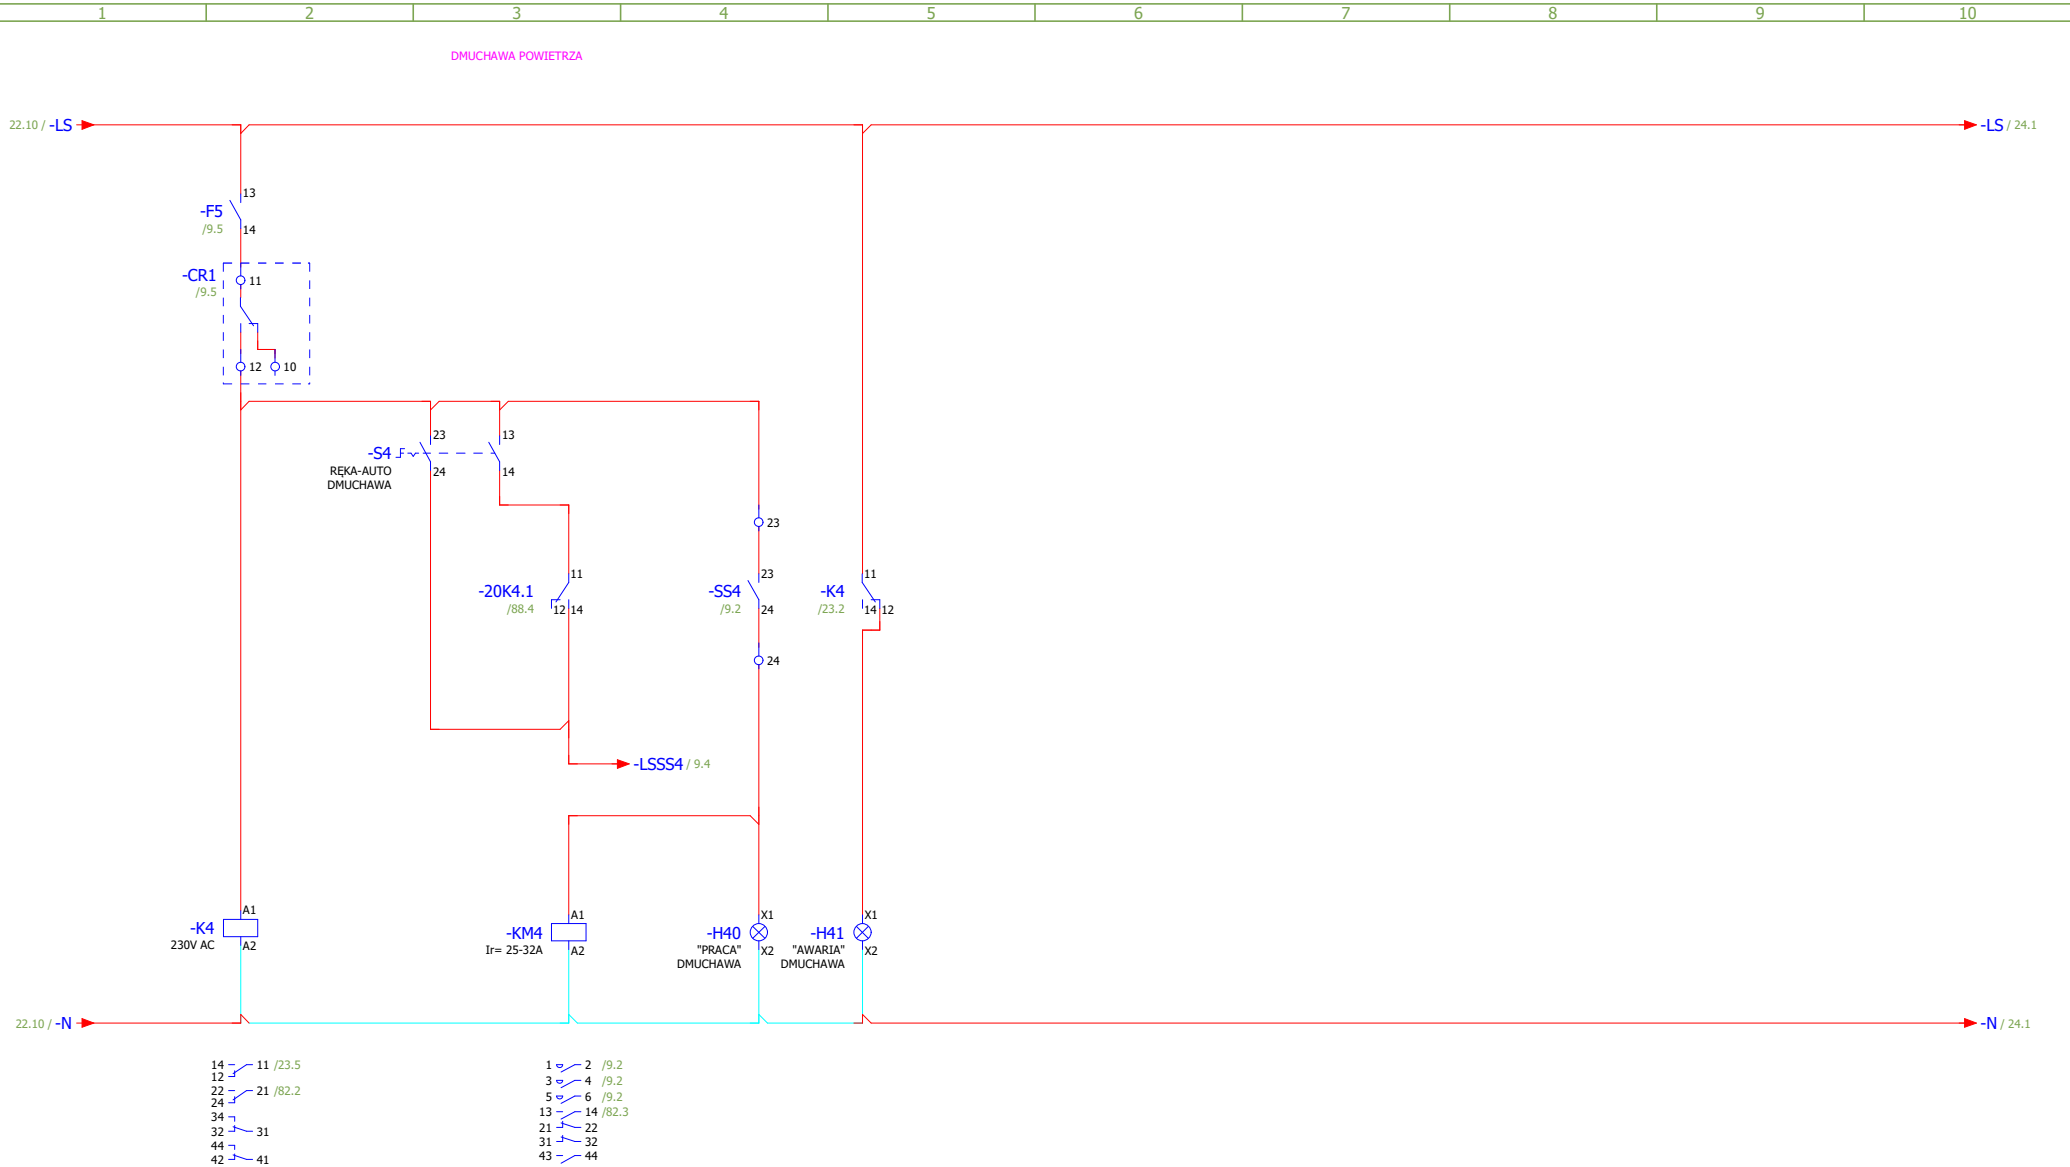 1 2 3 4 5 6 7 8 9 10
DMUCHAWA POWIETRZA
22.10 / -LS
-LS / 24.1
13
-F5
/9.5
14
-CR1
/9.5
11
12
10
23
13
-S4
24
14
RĘKA-AUTO
DMUCHAWA
23
11
-20K4.1
/88.4
12 14
23
-SS4
/9.2
24
11
-K4
/23.2
14 12
24
-LSSS4 / 9.4
A1
-K4
230V AC
A2
A1
-KM4
Ir= 25-32A
A2
X1
-H40
"PRACA"
X2
DMUCHAWA
X1
-H41
"AWARIA"
X2
DMUCHAWA
22.10 / -N
-N / 24.1
14 11 /23.5
12
22 21 /82.2
24
34
32 31
44
42 41
1 2 /9.2
3 4 /9.2
5 6 /9.2
13 14 /82.3
21 22
31 32
43 44